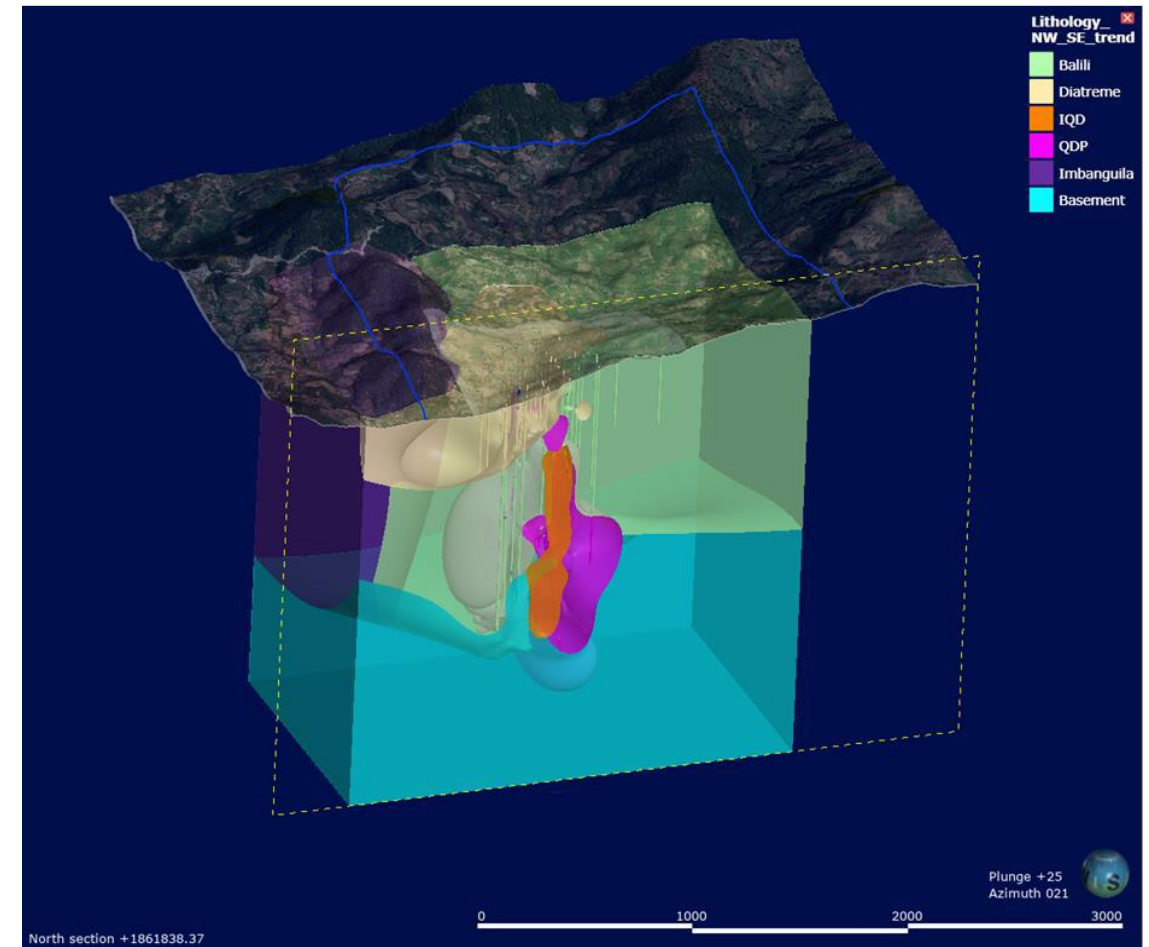 Lithology_
NW_SE_trend
Balili
Diatreme
IQD
QDP
Imbanguila
Basement
Plunge +25
Azimuth 021
S
0 1000 2000 3000
North section +1861838.37